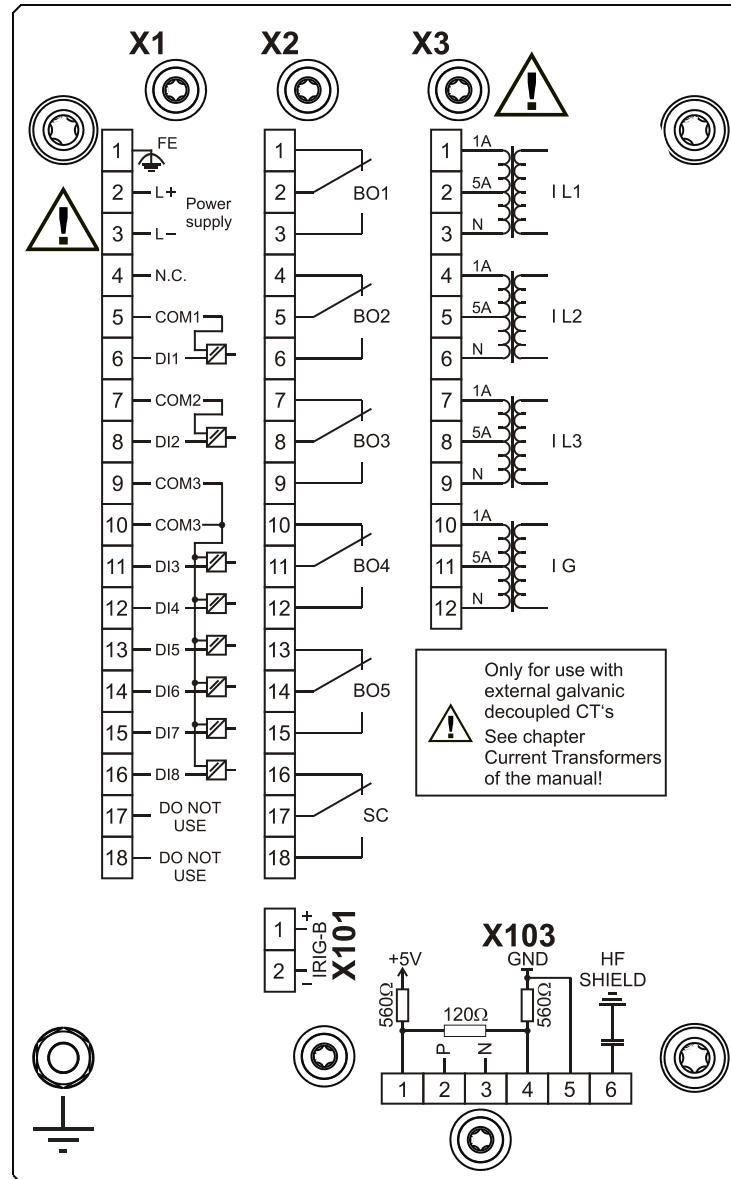 X1
1 FE
2 L+
Power
supply
3 L–
4 N.C.
5 COM1
6 DI1
7 COM2
8 DI2
9 COM3
10 COM3
11 DI3
12 DI4
13 DI5
14 DI6
15 DI7
16 DI8
17 DO NOT
USE
18 DO NOT
USE
X2
1
2 BO1
3
4
5 BO2
6
7
8 BO3
9
10
11 BO4
12
13
14 BO5
15
16
17 SC
18
X3
!
1 1A
2 5A I L1
3 N
4 1A
5 5A I L2
6 N
7 1A
8 5A I L3
9 N
10 1A
11 5A I G
12 N
!
!
Only for use with
external galvanic
decoupled CT‘s
See chapter
Current Transformers
of the manual!
X101
IRIG-B
1 +
2 –
X103
+5V
GND
HF
SHIELD
560Ω
120Ω
560Ω
P
N
1 2 3 4 5 6